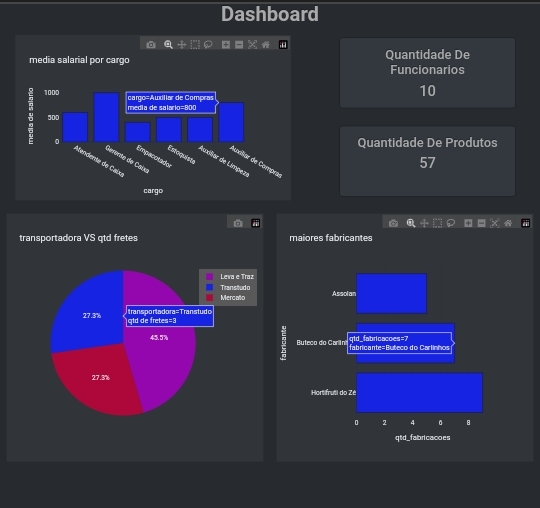 Dashboard
media salarial por cargo
media de salario
1000
500
0
cargo=Auxiliar de Compras
media de salario=800
Atendente de Caixa
Gerente de Caixa
Empacotador
Estoquista
Auxiliar de Limpeza
Auxiliar de Compras
cargo
Quantidade De
Funcionarios
10
Quantidade De Produtos
57
transportadora VS qtd fretes
Leva e Traz
Transtudo
Mercato
27.3%
transportadora=Transtudo
qtd de fretes=3
45.5%
27.3%
maiores fabricantes
fabricante
Assolan
Buteco do Carlinh
qtd_fabricacoes=7
fabricante=Buteco do Carlinhos
Hortifruti do Zé
0
2
4
6
8
qtd_fabricacoes